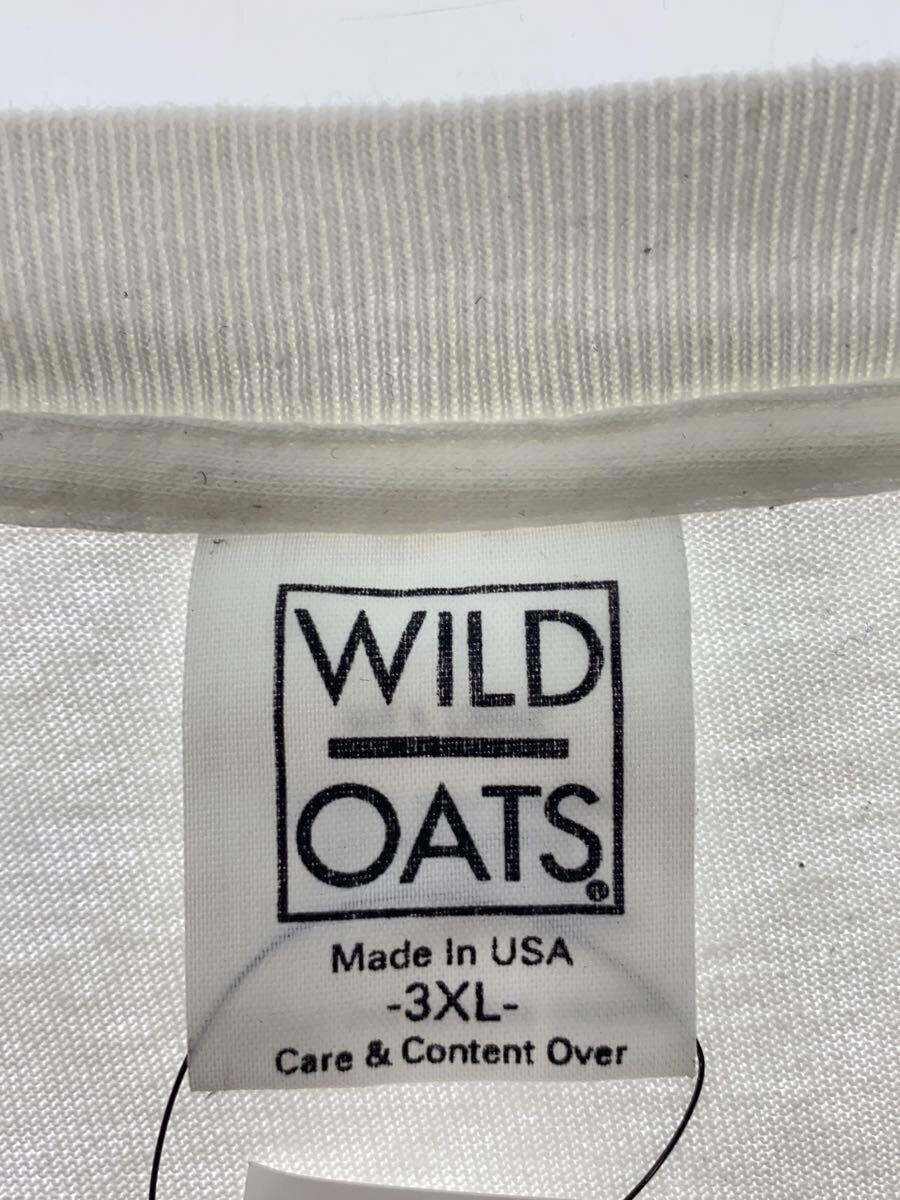 WILD
OATS®
Made In USA
-3XL-
Care & Content Over